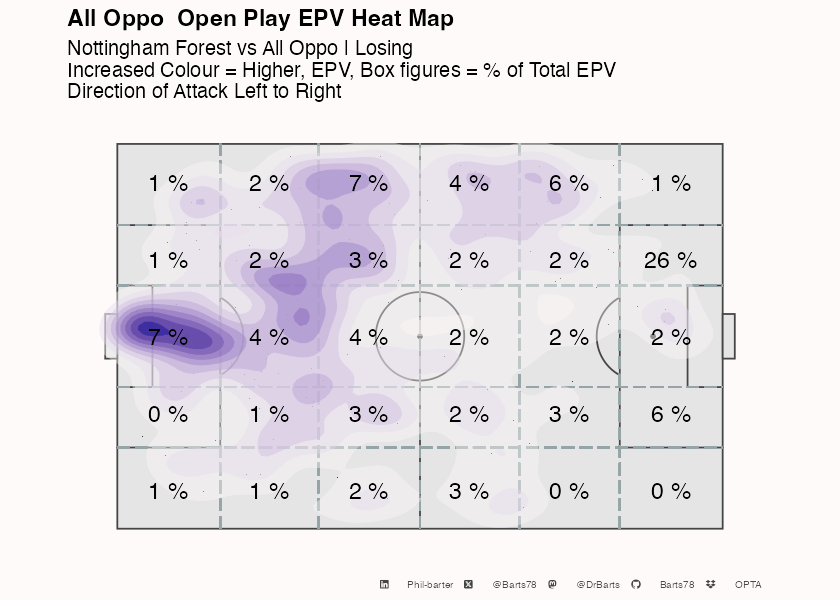 All Oppo  Open Play EPV Heat Map
Nottingham Forest vs All Oppo | Losing
Increased Colour = Higher, EPV, Box figures = % of Total EPV
Direction of Attack Left to Right
1 % 2 % 7 % 4 % 6 % 1 %
1 % 2 % 3 % 2 % 2 % 26 %
7 % 4 % 4 % 2 % 2 % 2 %
0 % 1 % 3 % 2 % 3 % 6 %
1 % 1 % 2 % 3 % 0 % 0 %
Phil-barter @Barts78 @DrBarts Barts78 OPTA